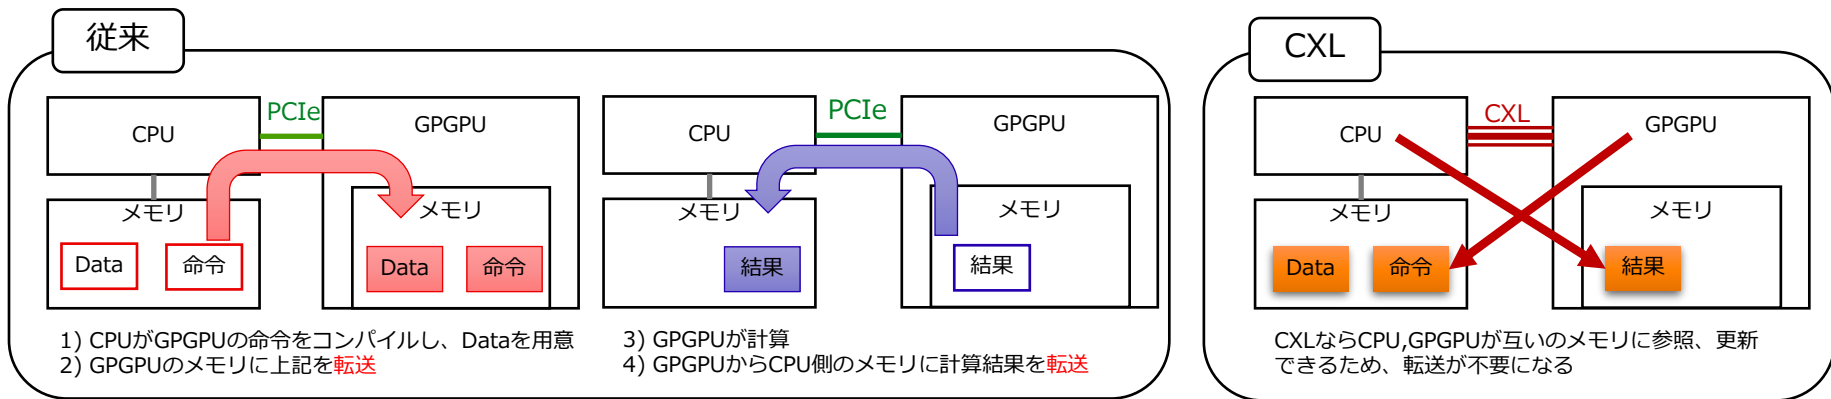 従来
CPU
PCIe
GPGPU
メモリ
メモリ
Data
命令
Data
命令
1) CPUがGPGPUの命令をコンパイルし、Dataを用意
2) GPGPUのメモリに上記を転送
CPU
PCIe
GPGPU
メモリ
メモリ
結果
結果
3) GPGPUが計算
4) GPGPUからCPU側のメモリに計算結果を転送
CXL
CPU
CXL
GPGPU
メモリ
メモリ
Data
命令
結果
CXLならCPU,GPGPUが互いのメモリに参照、更新
できるため、転送が不要になる